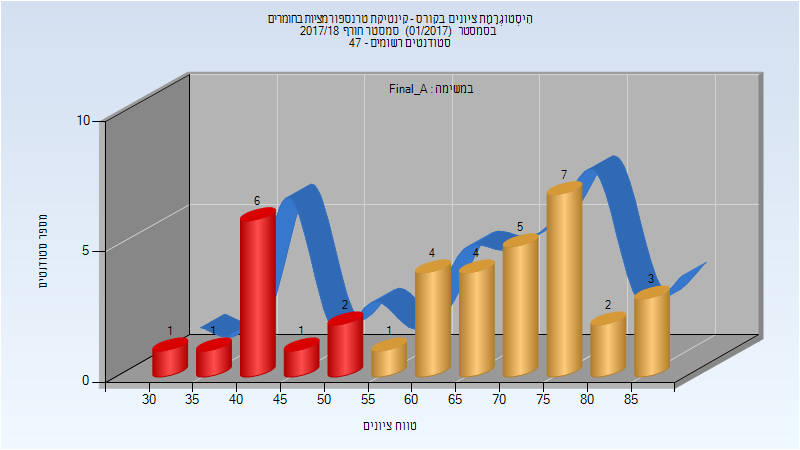 הִיסְטוֹגְרָמַת ציונים בקורס - קינטיקת טרנספורמציות בחומרים
בסמסטר (01/2017) סמסטר חורף 2017/18
סטודנטים רשומים - 47
במשימה : Final_A
מספר סטודנטים
10
5
0
1 1 6 1 2 1 4 4 5 7 2 3
30 35 40 45 50 55 60 65 70 75 80 85
טווח ציונים